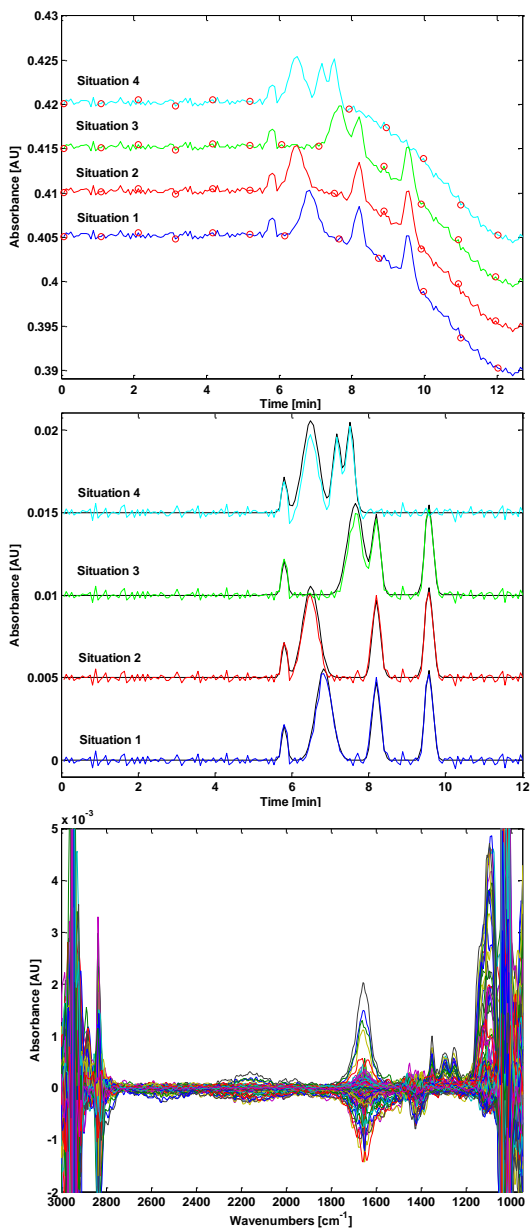 0.43
0.425
0.42
0.415
0.41
0.405
0.4
0.395
0.39
Absorbance [AU]
Situation 4
Situation 3
Situation 2
Situation 1
0 2 4 6 8 10 12
Time [min]
0.02
0.015
0.01
0.005
0
Absorbance [AU]
Situation 4
Situation 3
Situation 2
Situation 1
0 2 4 6 8 10 12
Time [min]
x 10-3
5
4
3
2
1
0
-1
-2
Absorbance [AU]
3000 2800 2600 2400 2200 2000 1800 1600 1400 1200 1000
Wavenumbers [cm-1]